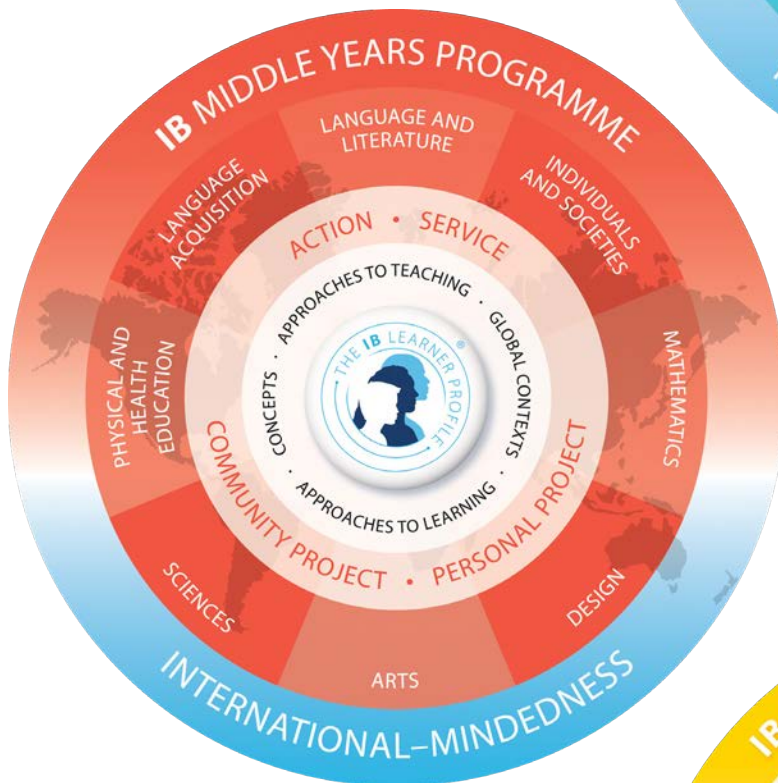 IB MIDDLE YEARS PROGRAMME
LANGUAGE AND
LITERATURE
LANGUAGE
ACQUISITION
INDIVIDUALS
AND SOCIETIES
PHYSICAL AND
HEALTH
EDUCATION
MATHEMATICS
SCIENCES
DESIGN
ARTS
ACTION • SERVICE
COMMUNITY PROJECT • PERSONAL PROJECT
APPROACHES TO TEACHING · GLOBAL CONTEXTS ·
APPROACHES TO LEARNING · CONCEPTS ·
THE IB LEARNER PROFILE ®
INTERNATIONAL–MINDEDNESS
IB